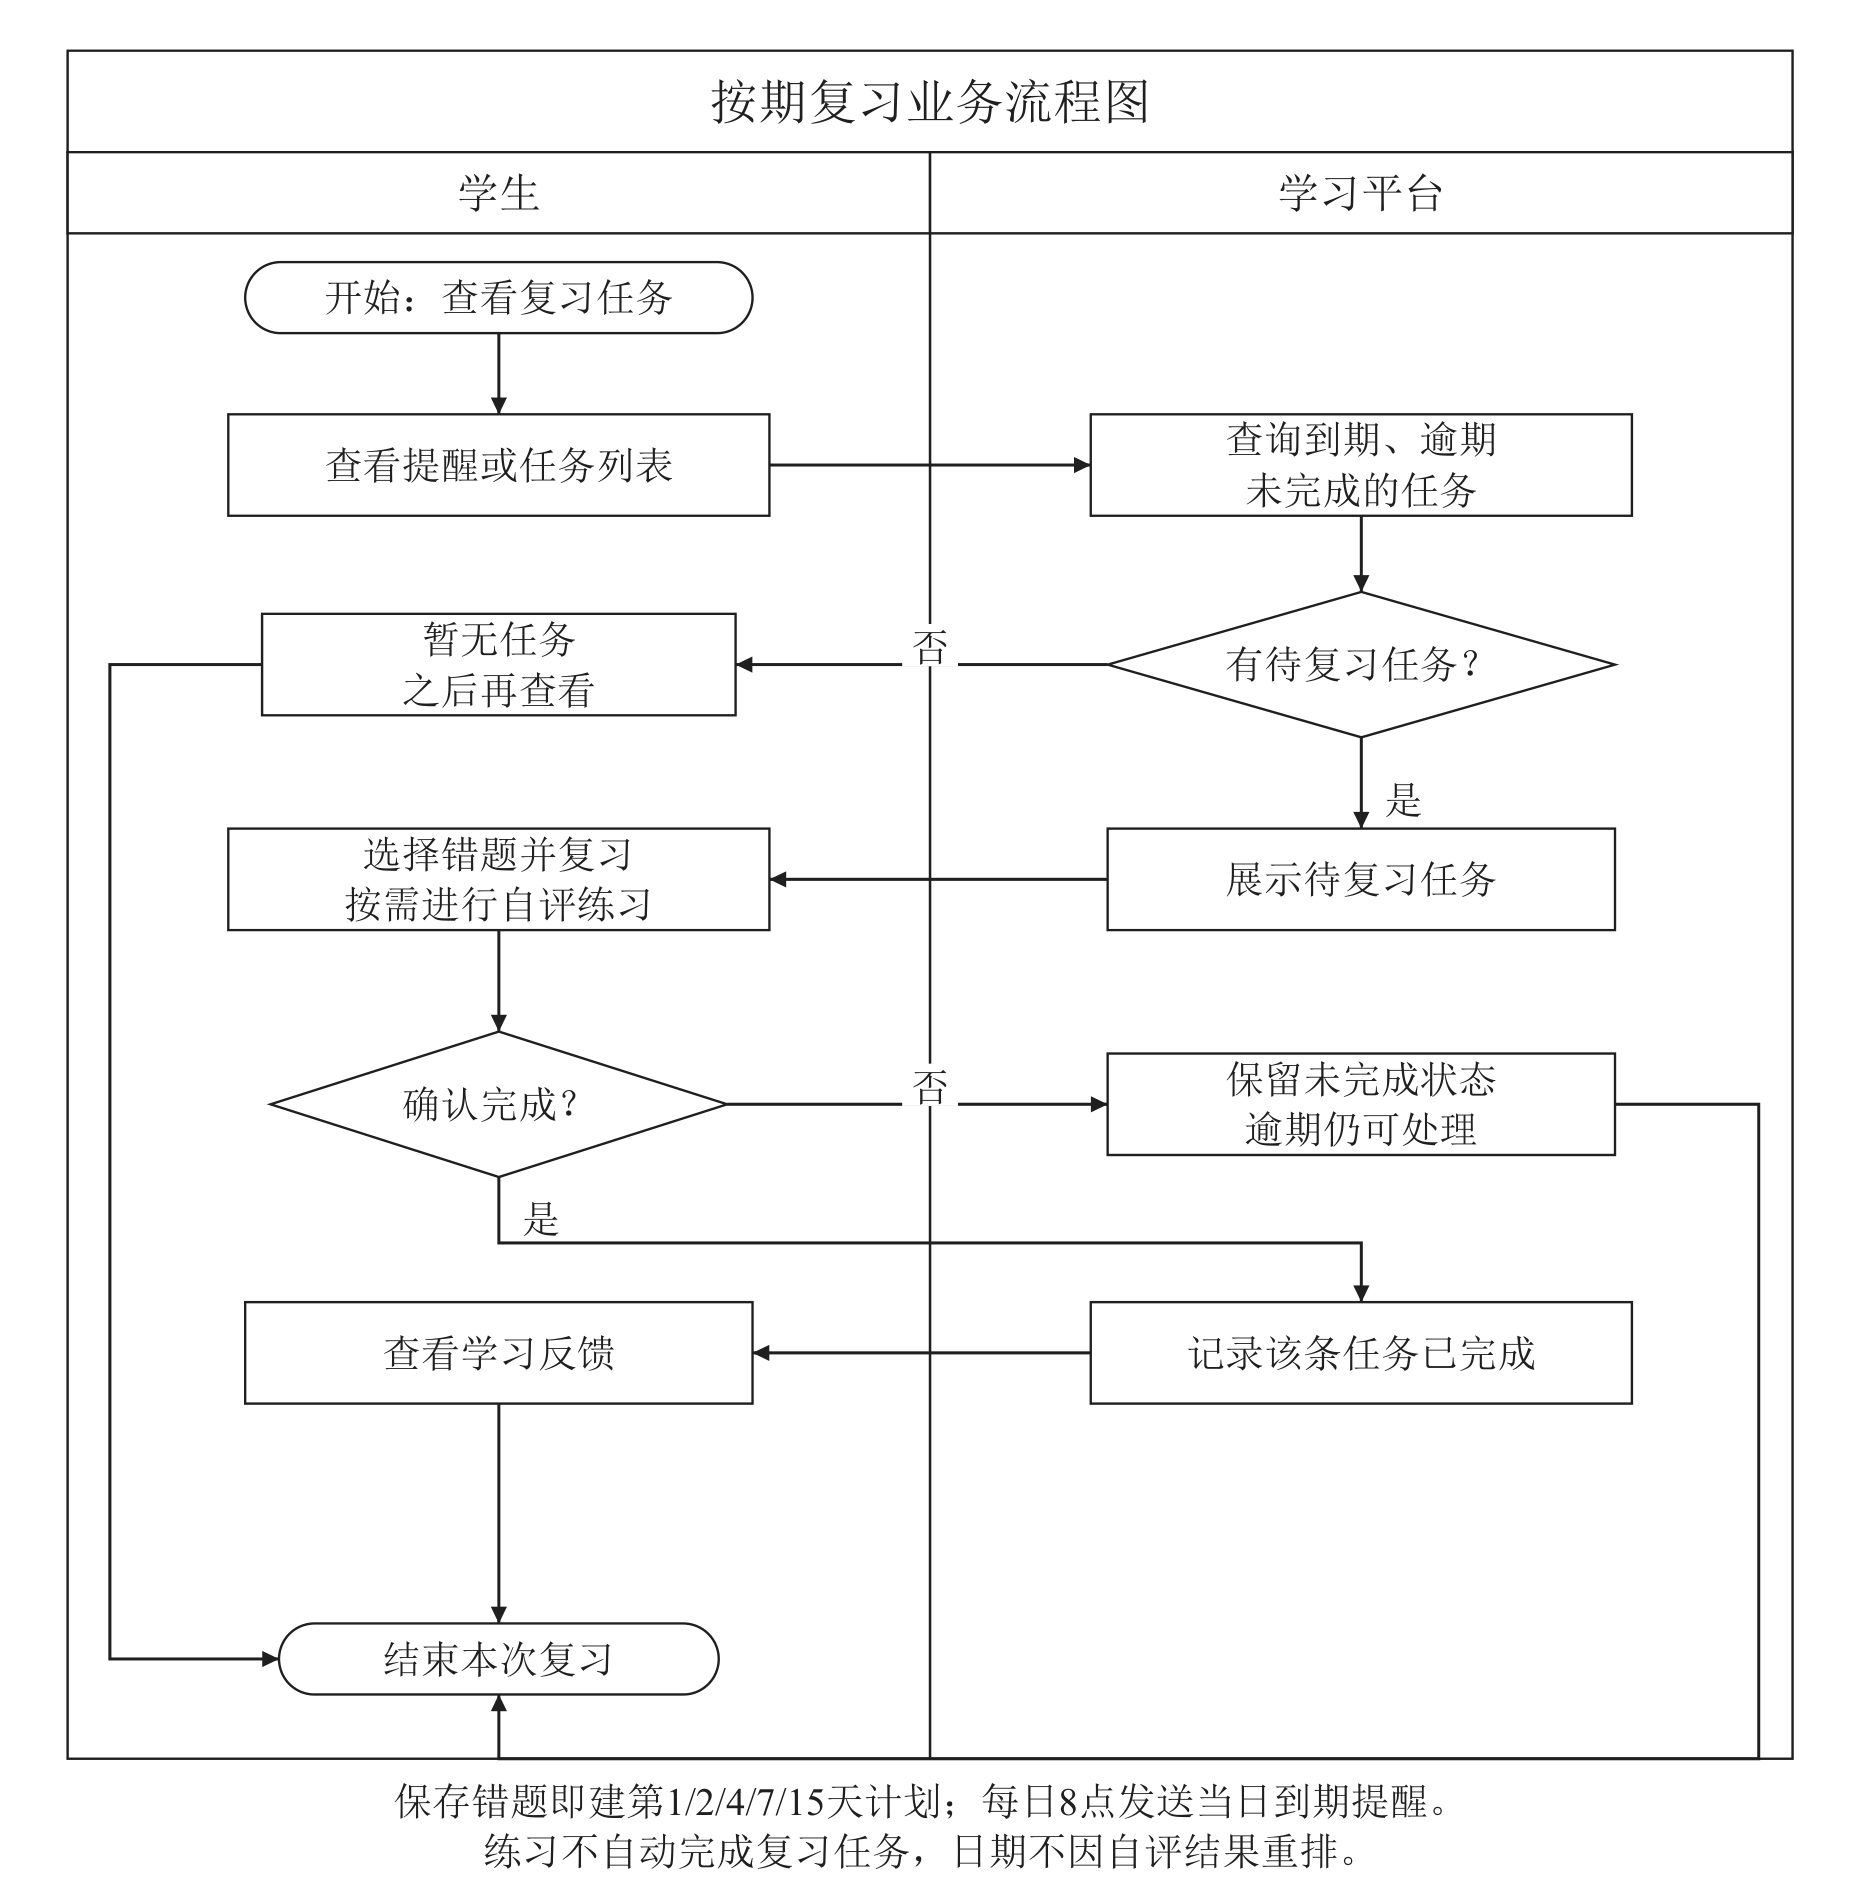 按期复习业务流程图
学生
学习平台
开始：查看复习任务
查看提醒或任务列表
查询到期、逾期
未完成的任务
暂无任务
之后再查看
否
有待复习任务？
是
选择错题并复习
按需进行自评练习
展示待复习任务
确认完成？
否
保留未完成状态
逾期仍可处理
是
查看学习反馈
记录该条任务已完成
结束本次复习
保存错题即建第1/2/4/7/15天计划；每日8点发送当日到期提醒。
练习不自动完成复习任务，日期不因自评结果重排。